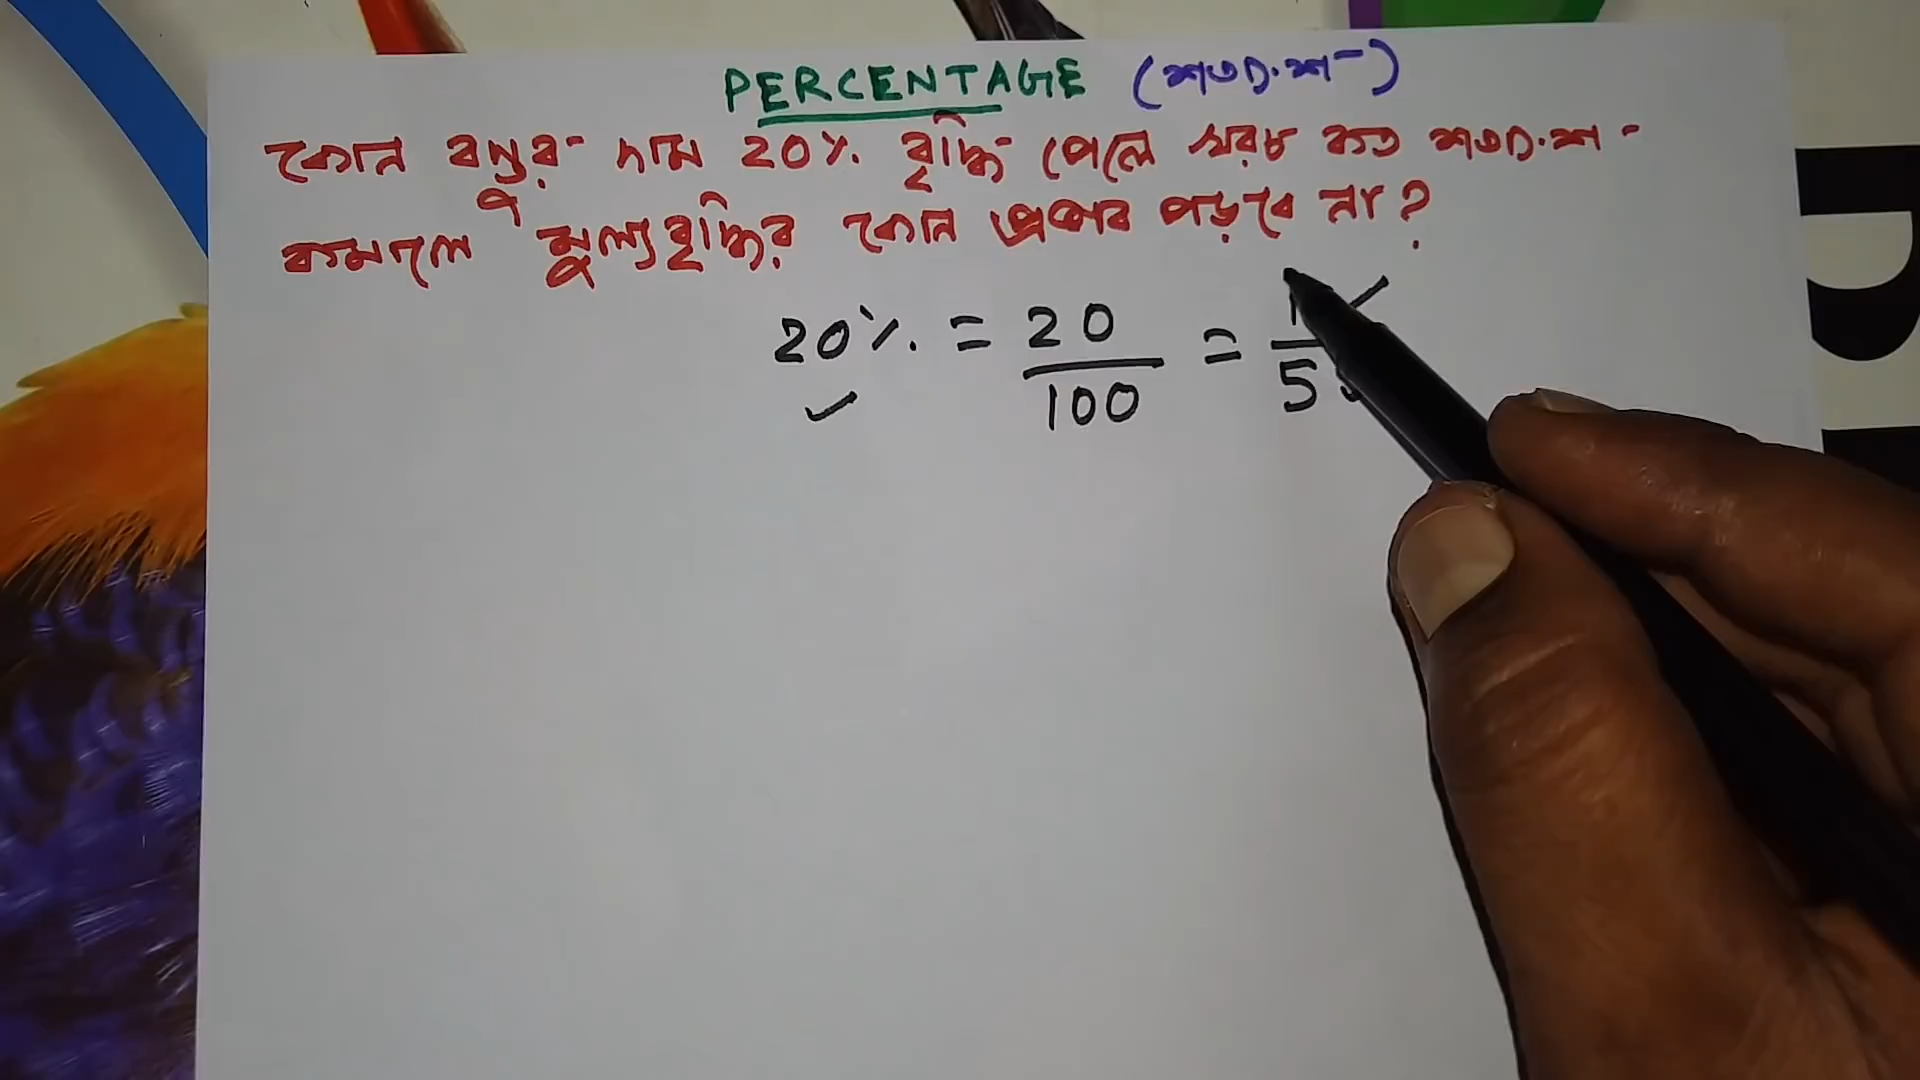 PERCENTAGE (শতাংশ)
কোন বস্তুর দাম 20% বৃদ্ধি পেলে খরচ কত শতাংশ
কমালে মুল্যবৃদ্ধির কোন প্রভাব পড়বে না?
20% = 20/100 = 1/5